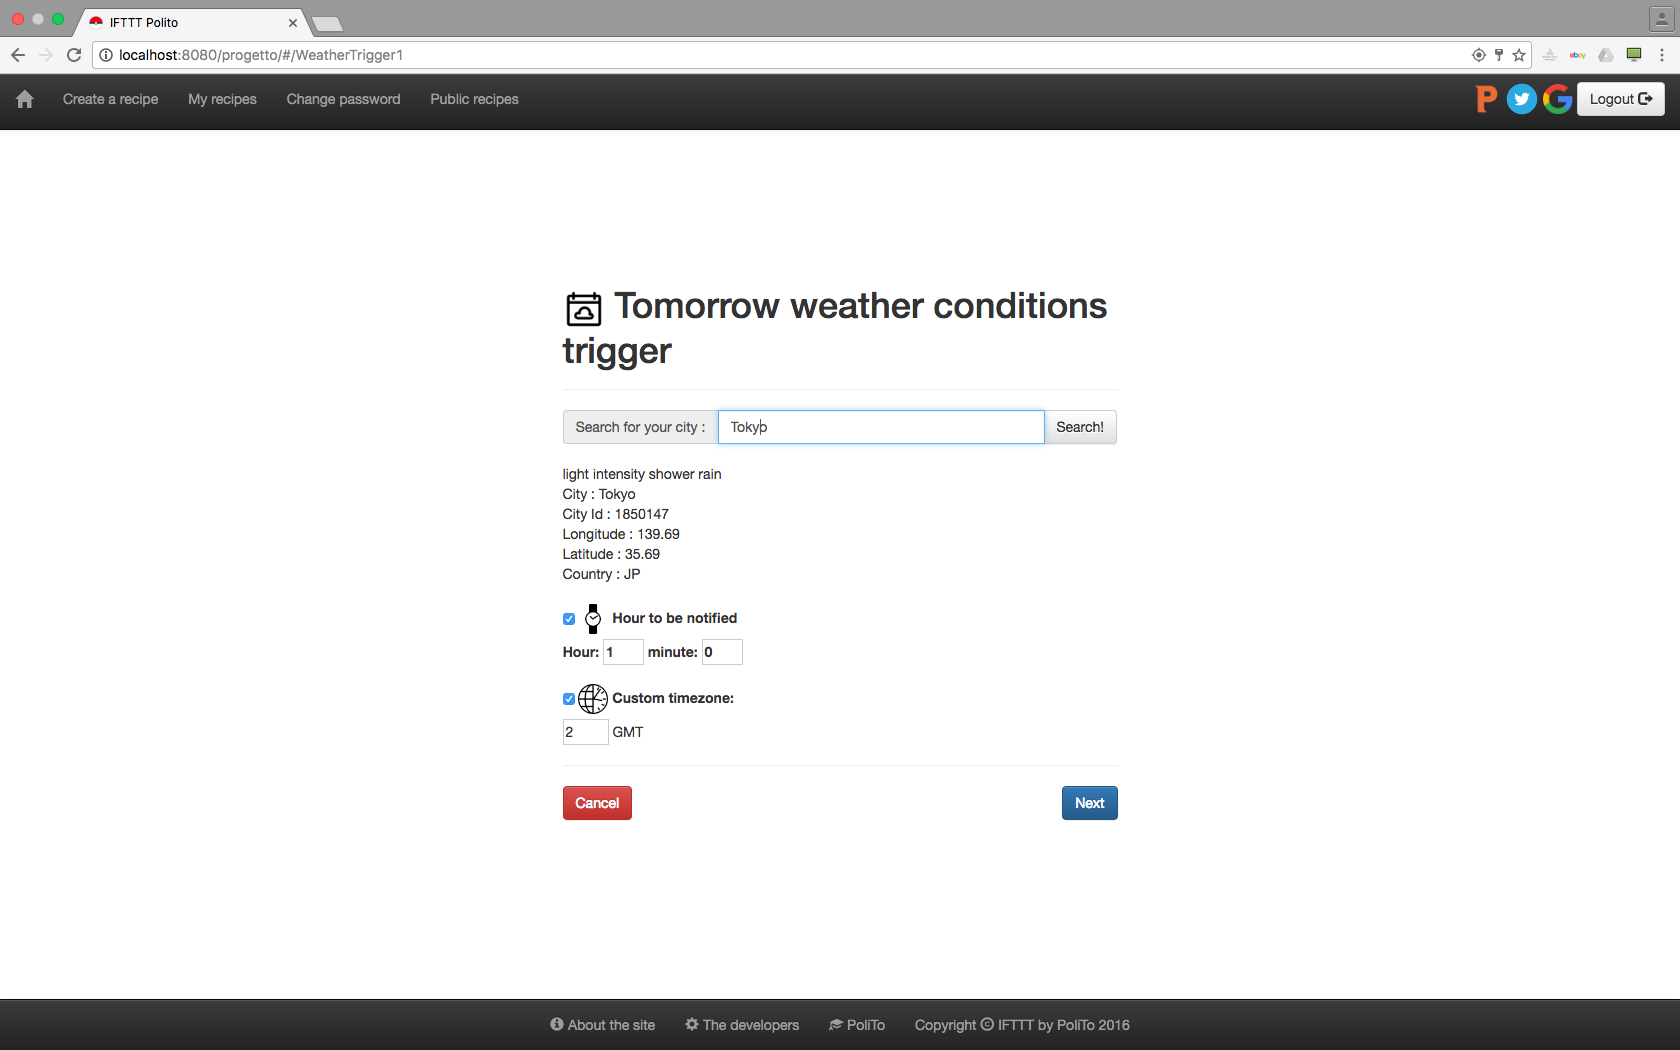 IFTTT Polito
localhost:8080/progetto/#/WeatherTrigger1
ebay
Create a recipe My recipes Change password Public recipes
P G Logout
Tomorrow weather conditions
trigger
Search for your city : Tokyo Search!
light intensity shower rain
City : Tokyo
City Id : 1850147
Longitude : 139.69
Latitude : 35.69
Country : JP
Hour to be notified
Hour: 1 minute: 0
Custom timezone:
2 GMT
Cancel Next
About the site The developers PoliTo Copyright © IFTTT by PoliTo 2016